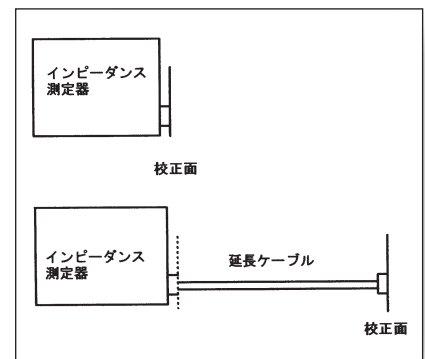 インピーダンス
測定器
校正面
インピーダンス
測定器
延長ケーブル
校正面